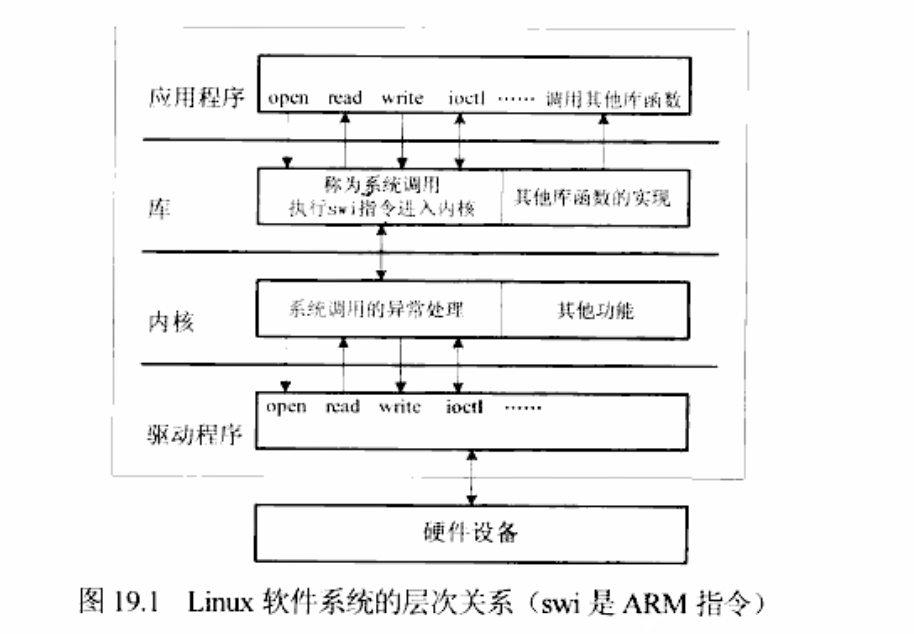 应用程序
open read write ioctl …… 调用其他库函数
库
称为系统调用
执行swi指令进入内核
其他库函数的实现
内核
系统调用的异常处理
其他功能
驱动程序
open read write ioctl ……
硬件设备
图 19.1 Linux 软件系统的层次关系（swi 是 ARM 指令）